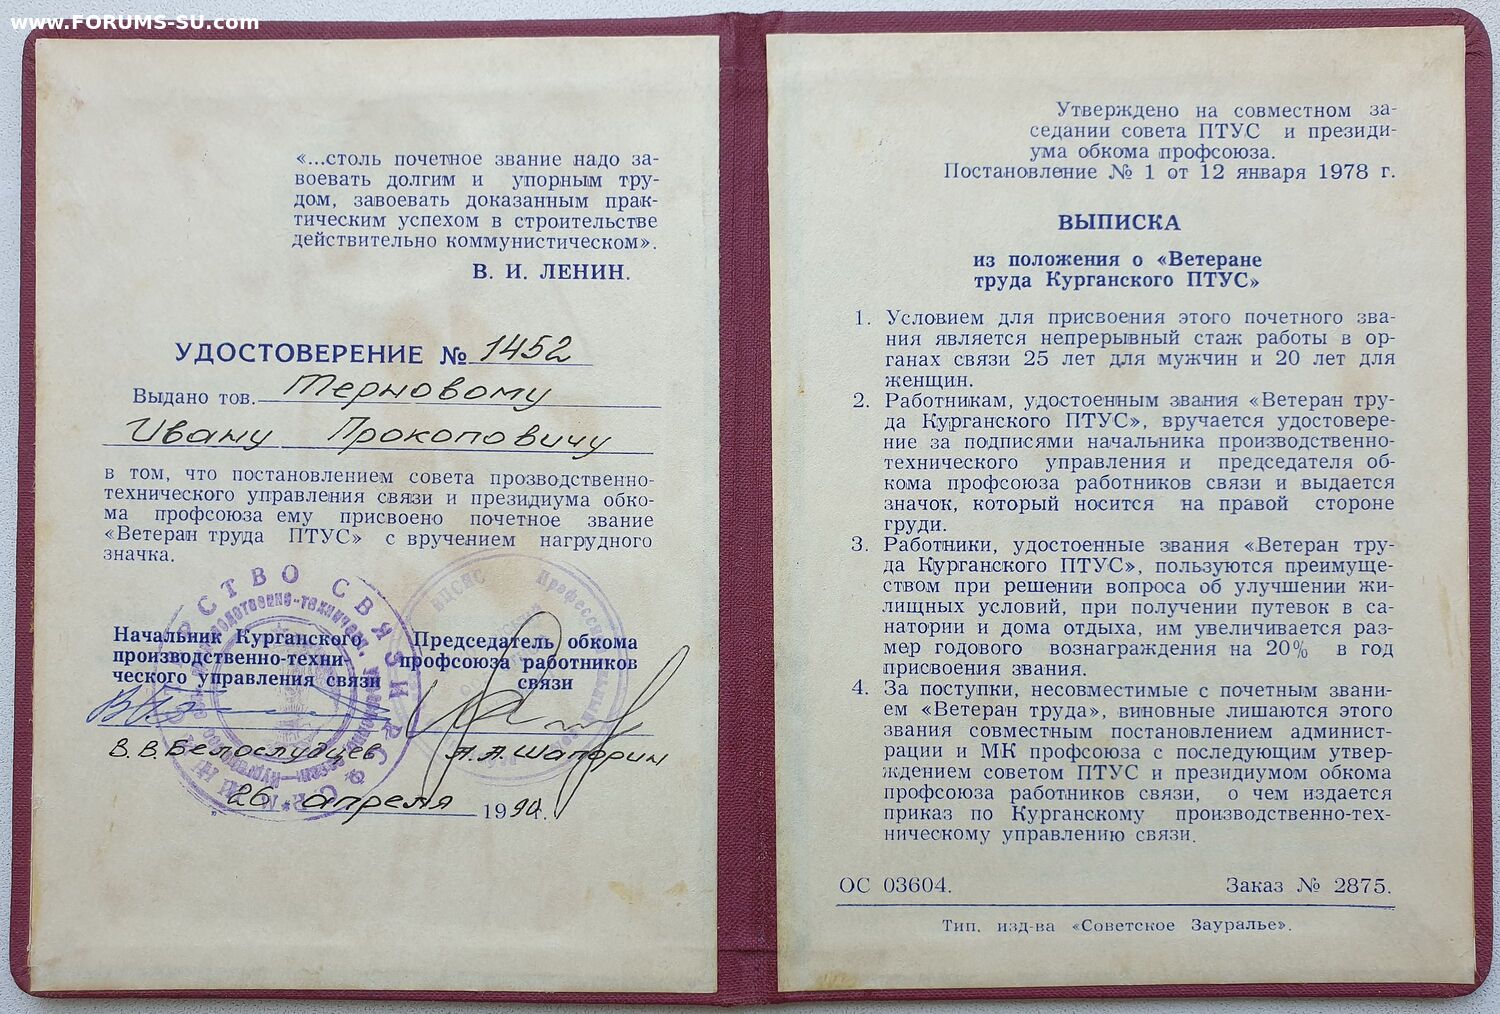 www.FORUMS-SU.com
«...столь почетное звание надо за-
воевать долгим и упорным тру-
дом, завоевать доказанным прак-
тическим успехом в строительстве
действительно коммунистическом».
В. И. ЛЕНИН.
УДОСТОВЕРЕНИЕ № 1452
Выдано тов. Терновому
Ивану Прокоповичу
в том, что постановлением совета прозводственно-
технического управления связи и президиума обко-
ма профсоюза ему присвоено почетное звание
«Ветеран труда ПТУС» с вручением нагрудного
значка.
Начальник Курганского
производственно-техни-
ческого управления связи
В. В. Белослудцев
Председатель обкома
профсоюза работников
связи
А. А. Шапорин
26 апреля 1990 г.
Утверждено на совместном за-
седании совета ПТУС и президи-
ума обкома профсоюза.
Постановление № 1 от 12 января 1978 г.
ВЫПИСКА
из положения о «Ветеране
труда Курганского ПТУС»
1. Условием для присвоения этого почетного зва-
ния является непрерывный стаж работы в ор-
ганах связи 25 лет для мужчин и 20 лет для
женщин.
2. Работникам, удостоенным звания «Ветеран тру-
да Курганского ПТУС», вручается удостовере-
ние за подписями начальника производственно-
технического управления и председателя об-
кома профсоюза работников связи и выдается
значок, который носится на правой стороне
груди.
3. Работники, удостоенные звания «Ветеран тру-
да Курганского ПТУС», пользуются преимуще-
ством при решении вопроса об улучшении жи-
лищных условий, при получении путевок в са-
натории и дома отдыха, им увеличивается раз-
мер годового вознаграждения на 20% в год
присвоения звания.
4. За поступки, несовместимые с почетным звани-
ем «Ветеран труда», виновные лишаются этого
звания совместным постановлением админист-
рации и МК профсоюза с последующим утвер-
ждением советом ПТУС и президиумом обкома
профсоюза работников связи, о чем издается
приказ по Курганскому производственно-тех-
ническому управлению связи.
ОС 03604. Заказ № 2875.
Тип. изд-ва «Советское Зауралье».